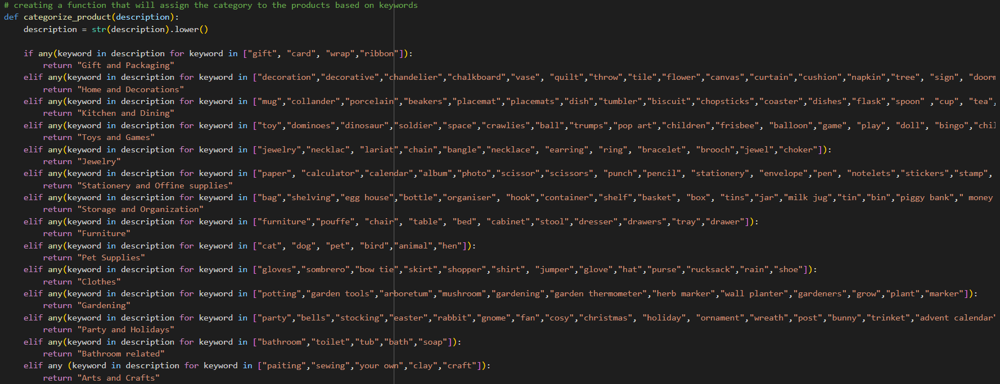 # creating a function that will assign the category to the products based on keywords
def categorize_product(description):
    description = str(description).lower()

    if any(keyword in description for keyword in ["gift", "card", "wrap","ribbon"]):
        return "Gift and Packaging"
    elif any(keyword in description for keyword in ["decoration","decorative","chandelier","chalkboard","vase", "quilt","throw","tile","flower","canvas","curtain","cushion","napkin","tree", "sign", "doorm
        return "Home and Decorations"
    elif any(keyword in description for keyword in ["mug","collander","porcelain","beakers","placemat","placemats","dish","tumbler","biscuit","chopsticks","coaster","dishes","flask","spoon" ,"cup", "tea",
        return "Kitchen and Dining"
    elif any(keyword in description for keyword in ["toy","dominoes","dinosaur","soldier","space","crawlies","ball","trumps","pop art","children","frisbee", "balloon","game", "play", "doll", "bingo","chil
        return "Toys and Games"
    elif any(keyword in description for keyword in ["jewelry","necklac", "lariat","chain","bangle","necklace", "earring", "ring", "bracelet", "brooch","jewel","choker"]):
        return "Jewelry"
    elif any(keyword in description for keyword in ["paper", "calculator","calendar","album","photo","scissor","scissors", "punch","pencil", "stationery", "envelope","pen", "notelets","stickers","stamp",
        return "Stationery and Offine supplies"
    elif any(keyword in description for keyword in ["bag","shelving","egg house","bottle","organiser", "hook","container","shelf","basket", "box", "tins","jar","milk jug","tin","bin","piggy bank"," money
        return "Storage and Organization"
    elif any(keyword in description for keyword in ["furniture","pouffe", "chair", "table", "bed", "cabinet","stool","dresser","drawers","tray","drawer"]):
        return "Furniture"
    elif any(keyword in description for keyword in ["cat", "dog", "pet", "bird","animal","hen"]):
        return "Pet Supplies"
    elif any(keyword in description for keyword in ["gloves","sombrero","bow tie","skirt","shopper","shirt", "jumper","glove","hat","purse","rucksack","rain","shoe"]):
        return "Clothes"
    elif any(keyword in description for keyword in ["potting","garden tools","arboretum","mushroom","gardening","garden thermometer","herb marker","wall planter","gardeners","grow","plant","marker"]):
        return "Gardening"
    elif any(keyword in description for keyword in ["party","bells","stocking","easter","rabbit","gnome","fan","cosy","christmas", "holiday", "ornament","wreath","post","bunny","trinket","advent calendar"
        return "Party and Holidays"
    elif any(keyword in description for keyword in ["bathroom","toilet","tub","bath","soap"]):
        return "Bathroom related"
    elif any (keyword in description for keyword in ["paiting","sewing","your own","clay","craft"]):
        return "Arts and Crafts"